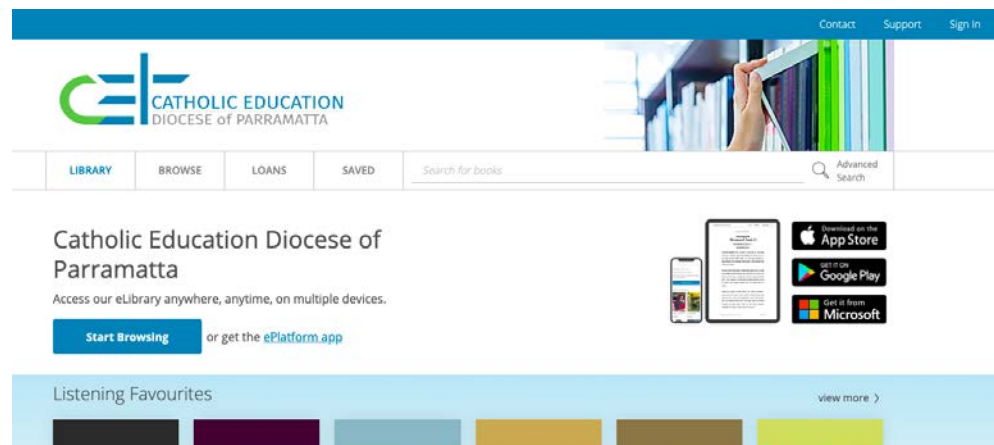 Contact Support Sign In
CATHOLIC EDUCATION
DIOCESE of PARRAMATTA
LIBRARY BROWSE LOANS SAVED Search for books Advanced
Search
Catholic Education Diocese of
Parramatta
Access our eLibrary anywhere, anytime, on multiple devices.
Start Browsing or get the ePlatform app
Download on the
App Store
GET IT ON
Google Play
Get it from
Microsoft
Listening Favourites
view more >